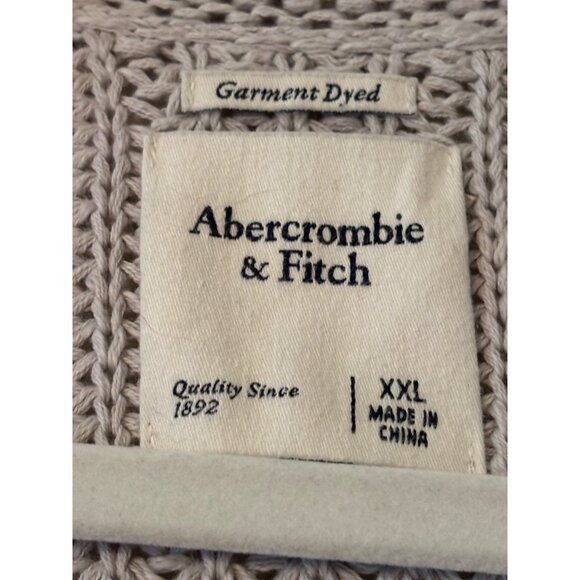 Garment Dyed
Abercrombie
& Fitch
Quality Since
1892
XXL
MADE IN
CHINA